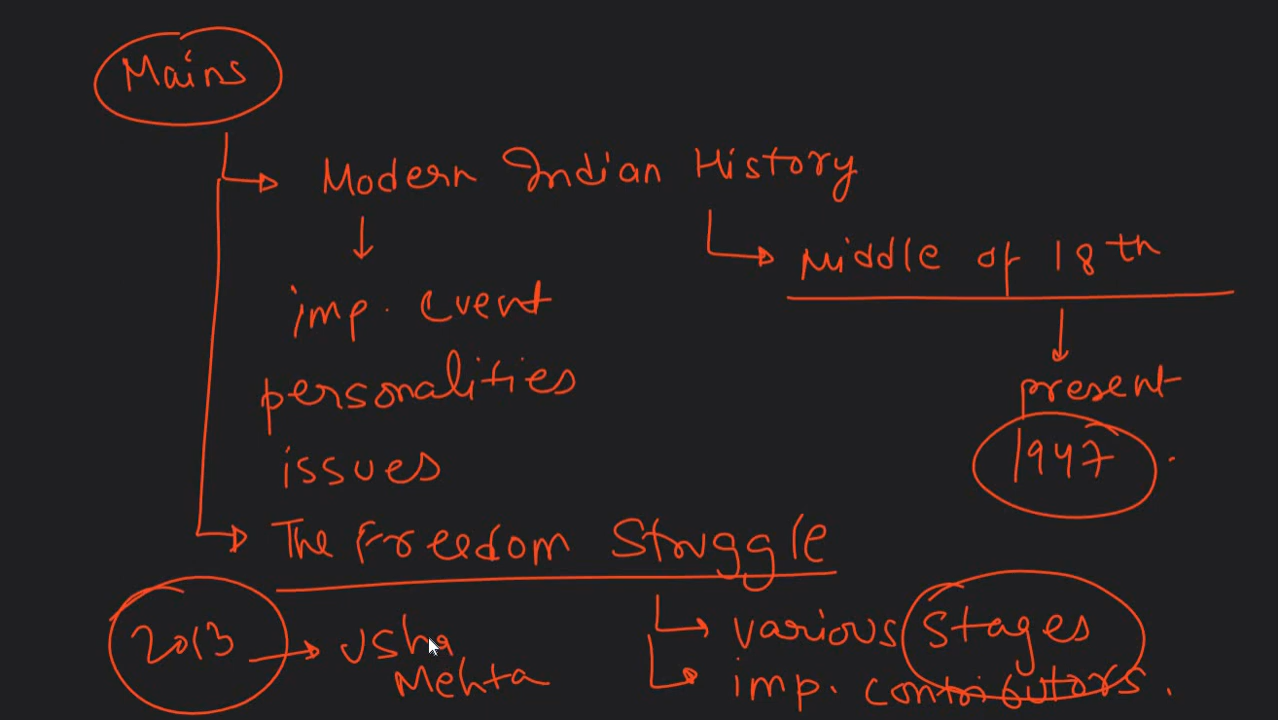 Mains
Modern Indian History
Middle of 18th
present
1947.
imp. event
personalities
issues
The Freedom Struggle
various stages
imp. contributors.
2013 → Usha
Mehta